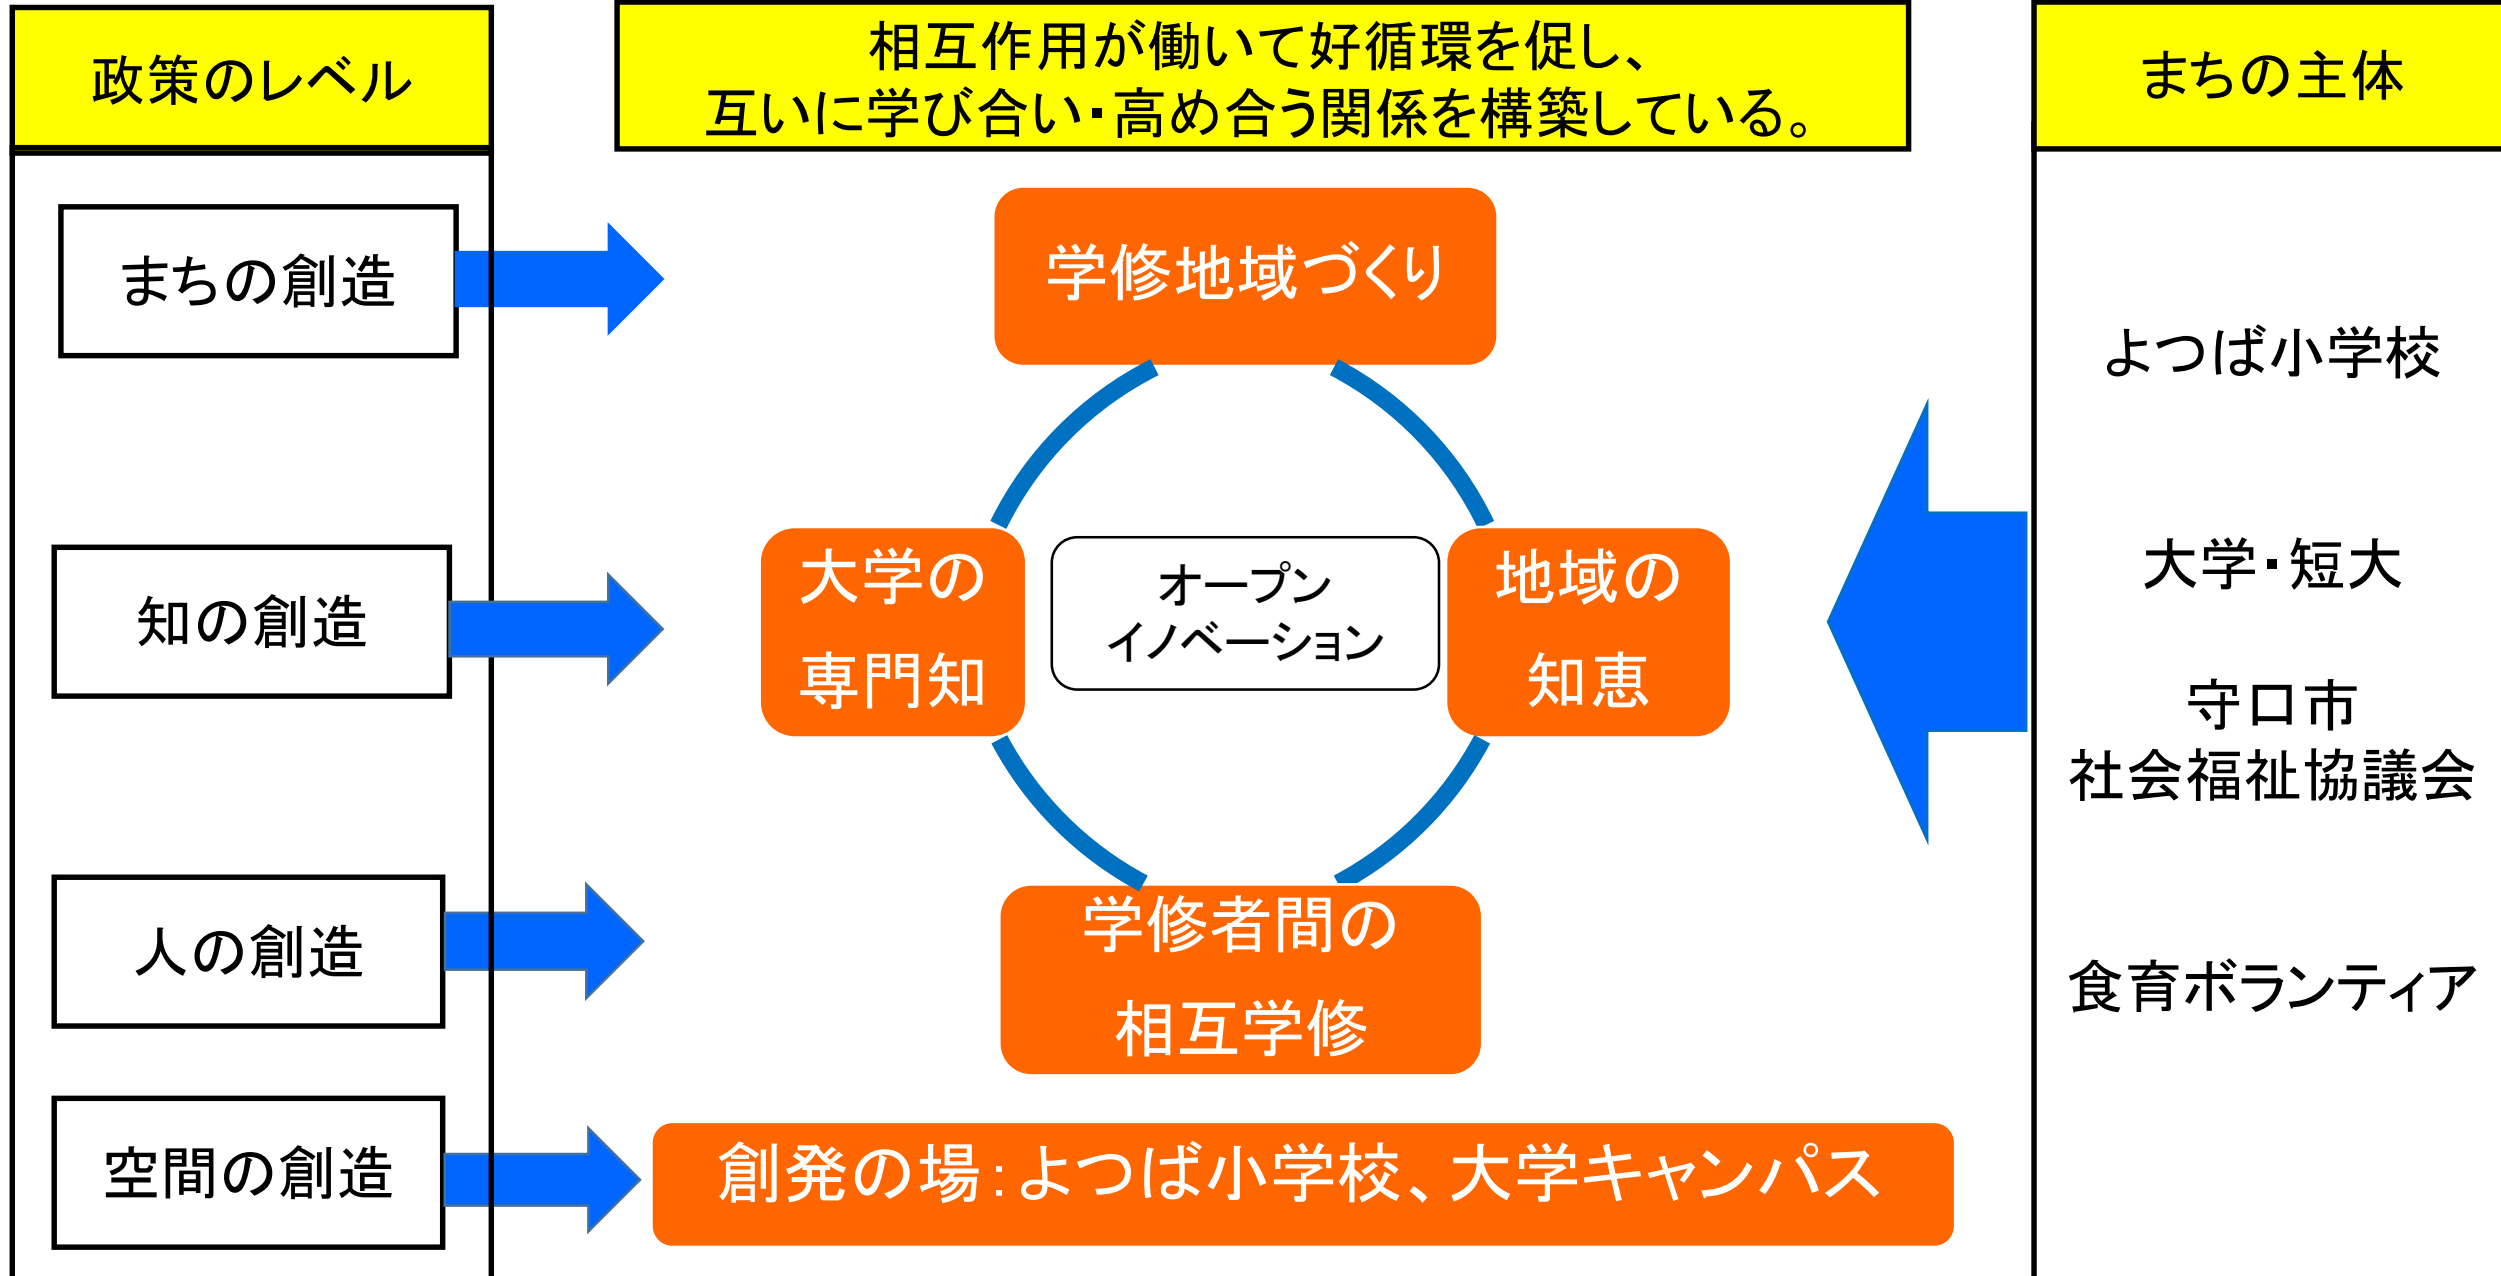 政策のレベル
まちの創造
知の創造
人の創造
空間の創造
相互作用が働いて好循環を促し、
互いに学び合い・高め合う関係を構築している。
学修地域づくり
大学の
専門知
オープン
イノベーション
地域の
知恵
学修者間の
相互学修
創発の場：よつば小学校、大学キャンパス
まちの主体
よつば小学校
大学・短大
守口市
社会福祉協議会
食育ボランティア